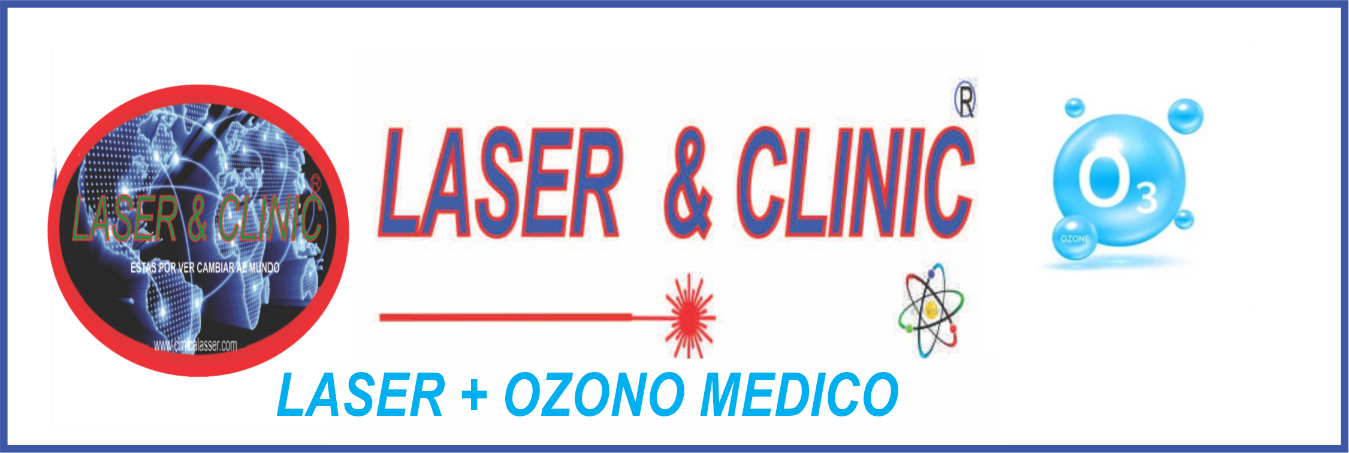 LASER & CLINIC ®
ESTAS POR VER CAMBIAR AL MUNDO
LASER & CLINIC ®
O3
OZONE
LASER + OZONO MEDICO